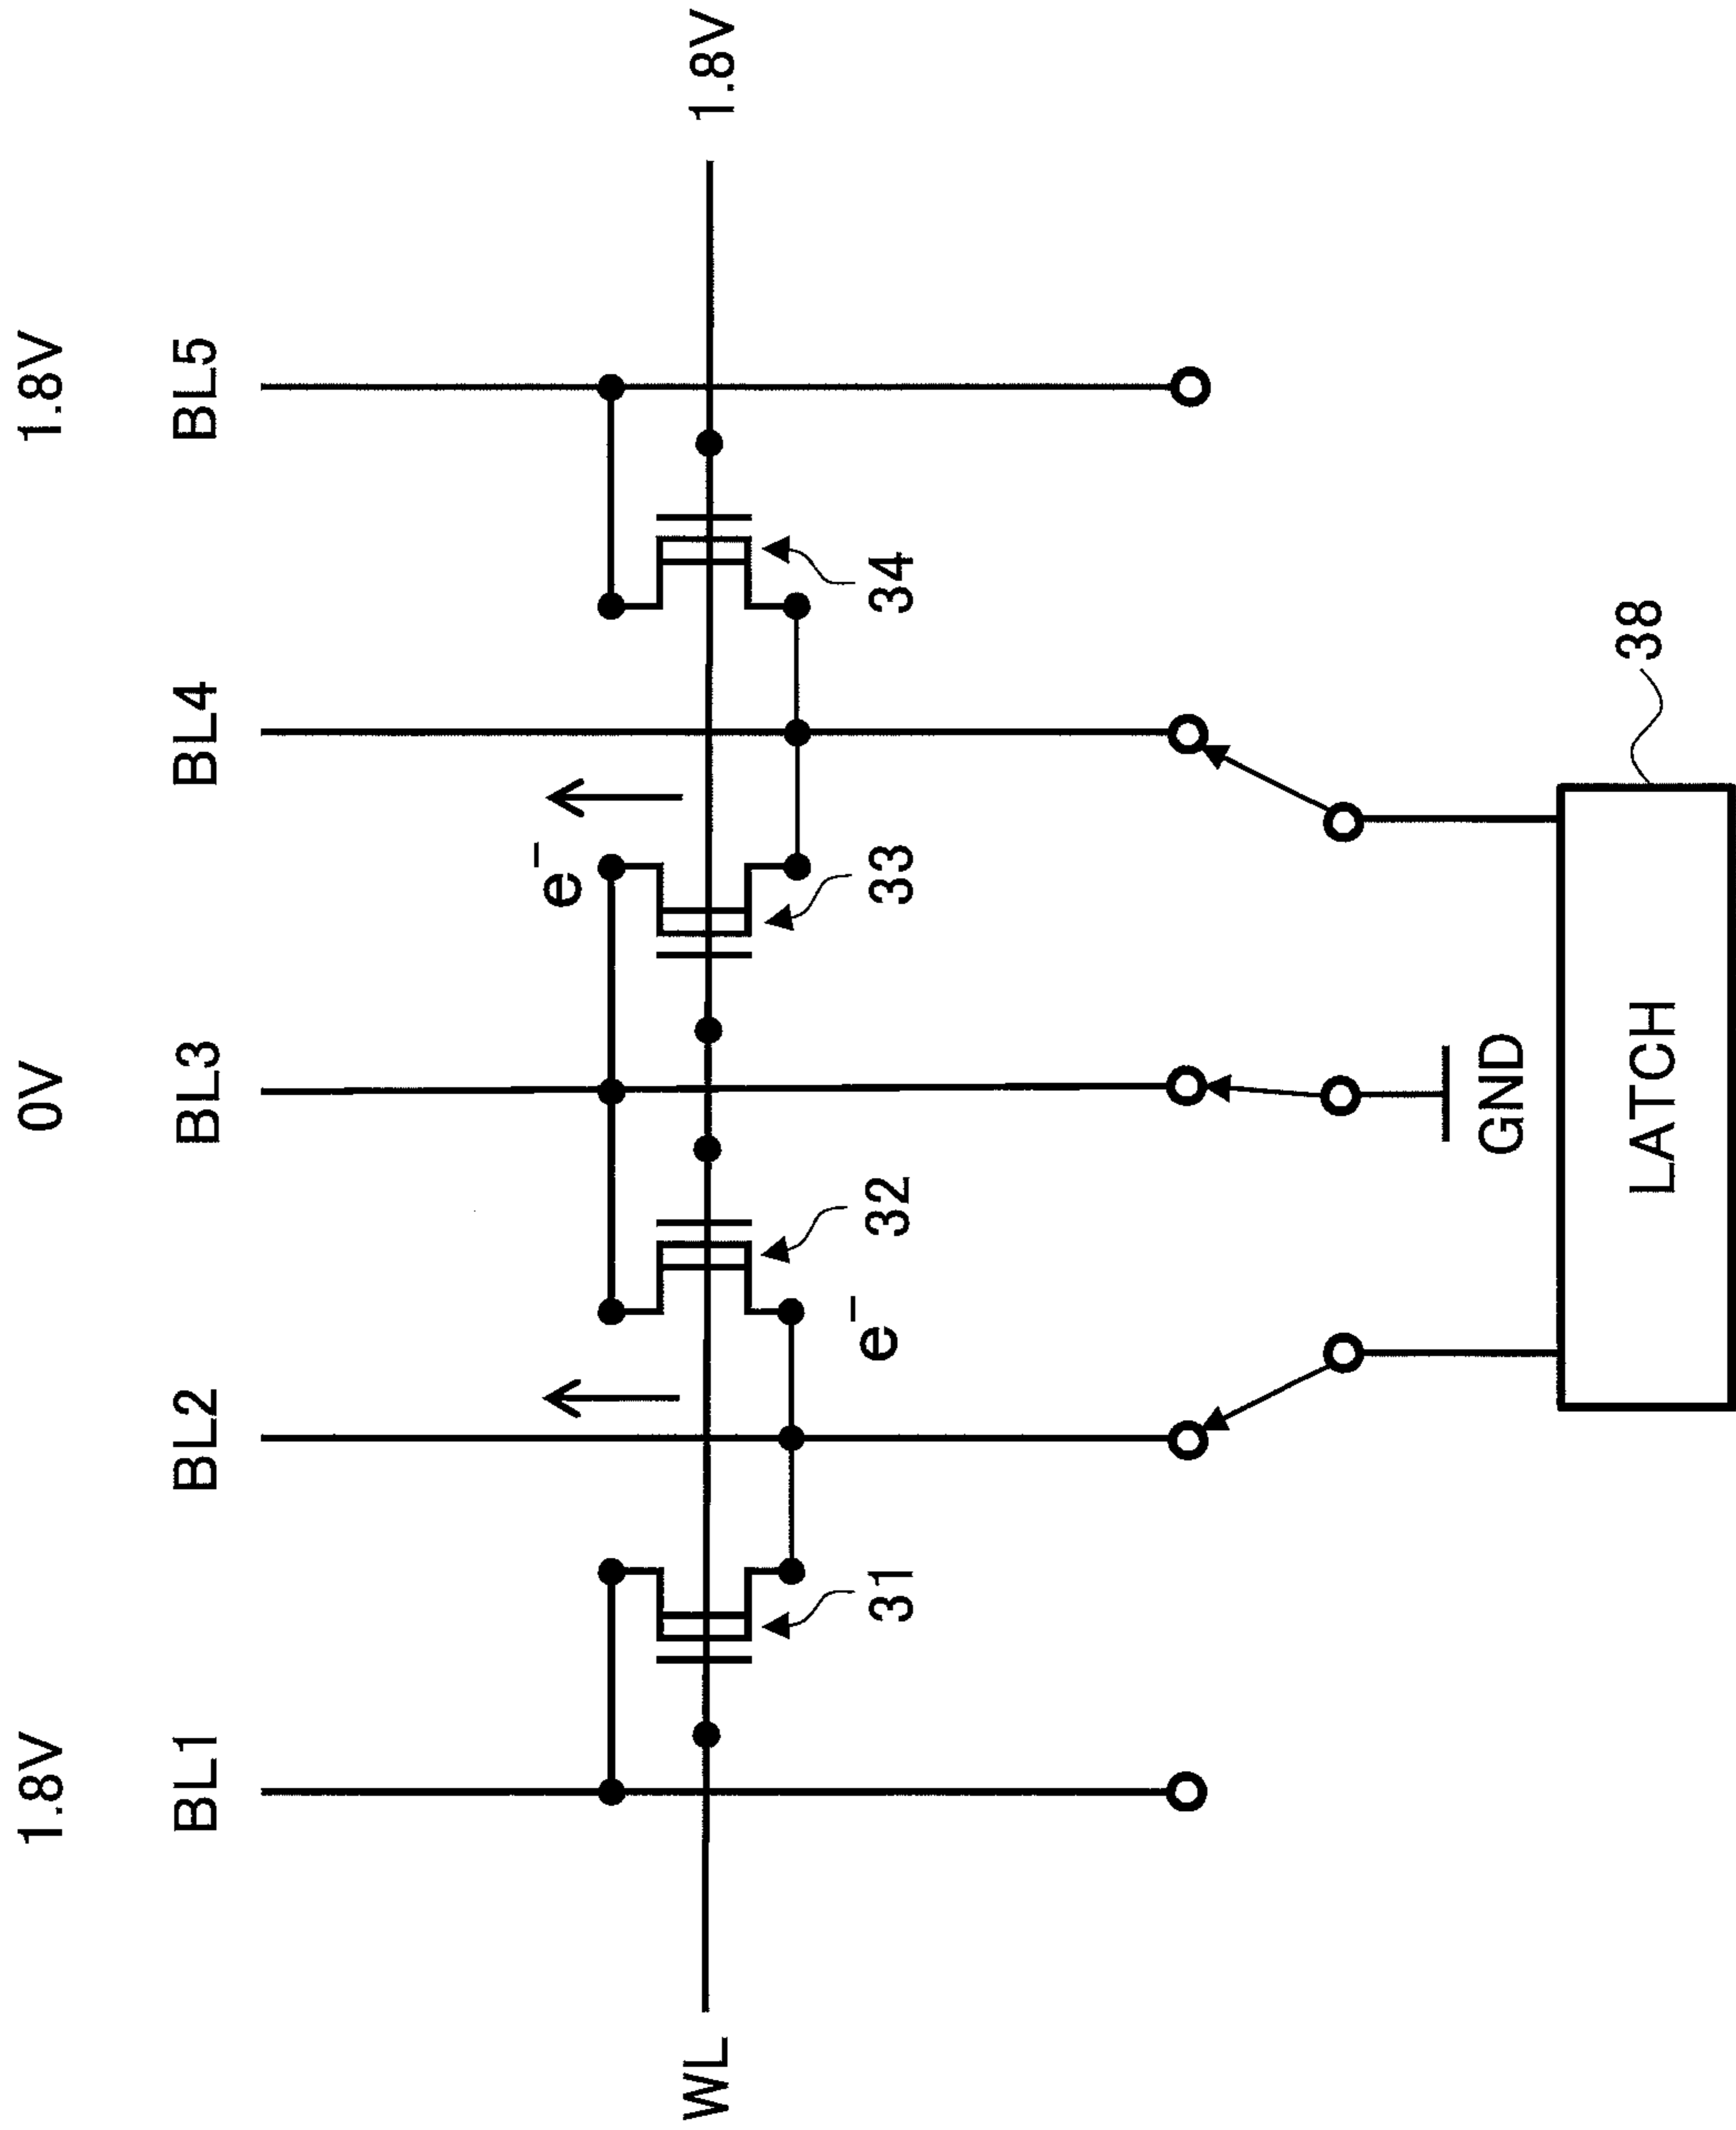 1.8V 0V 1.8V
BL1 BL2 BL3 BL4 BL5
e⁻
WL 1.8V
31 e⁻ 32 33 34
GND
LATCH 38